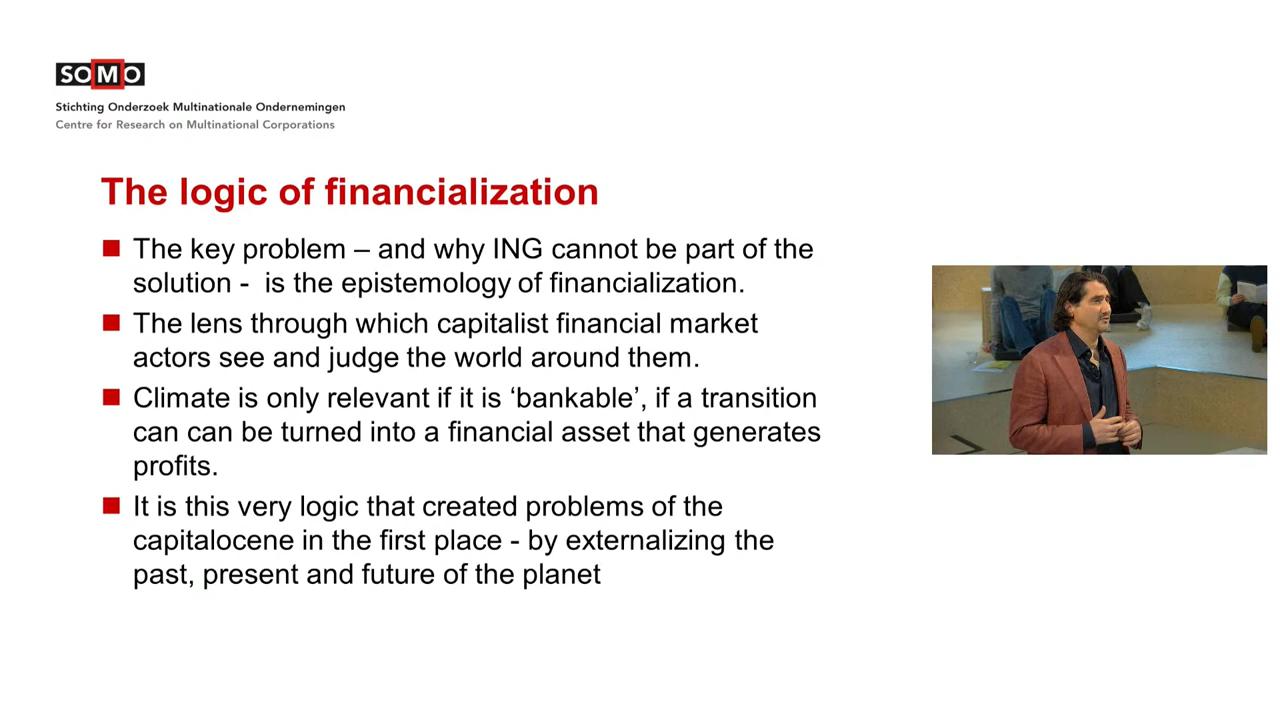 SOMO
Stichting Onderzoek Multinationale Ondernemingen
Centre for Research on Multinational Corporations
The logic of financialization
The key problem – and why ING cannot be part of the
solution -  is the epistemology of financialization.
The lens through which capitalist financial market
actors see and judge the world around them.
Climate is only relevant if it is ‘bankable’, if a transition
can can be turned into a financial asset that generates
profits.
It is this very logic that created problems of the
capitalocene in the first place - by externalizing the
past, present and future of the planet